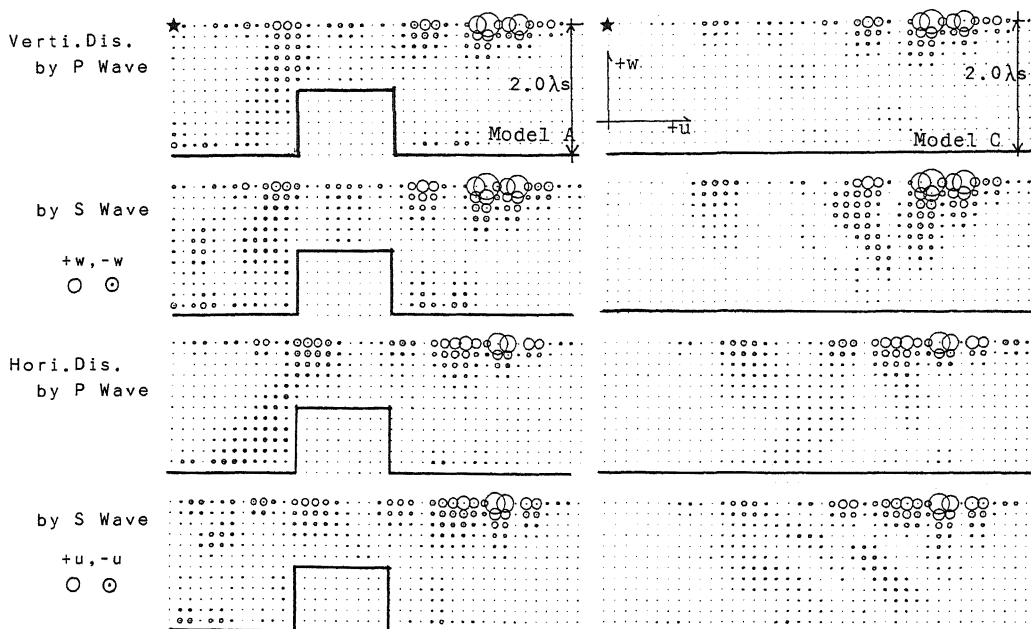 Verti.Dis.
by P Wave
2.0λs
Model A
+w
+u
2.0λs
Model C
by S Wave
+w,-w
Hori.Dis.
by P Wave
by S Wave
+u,-u